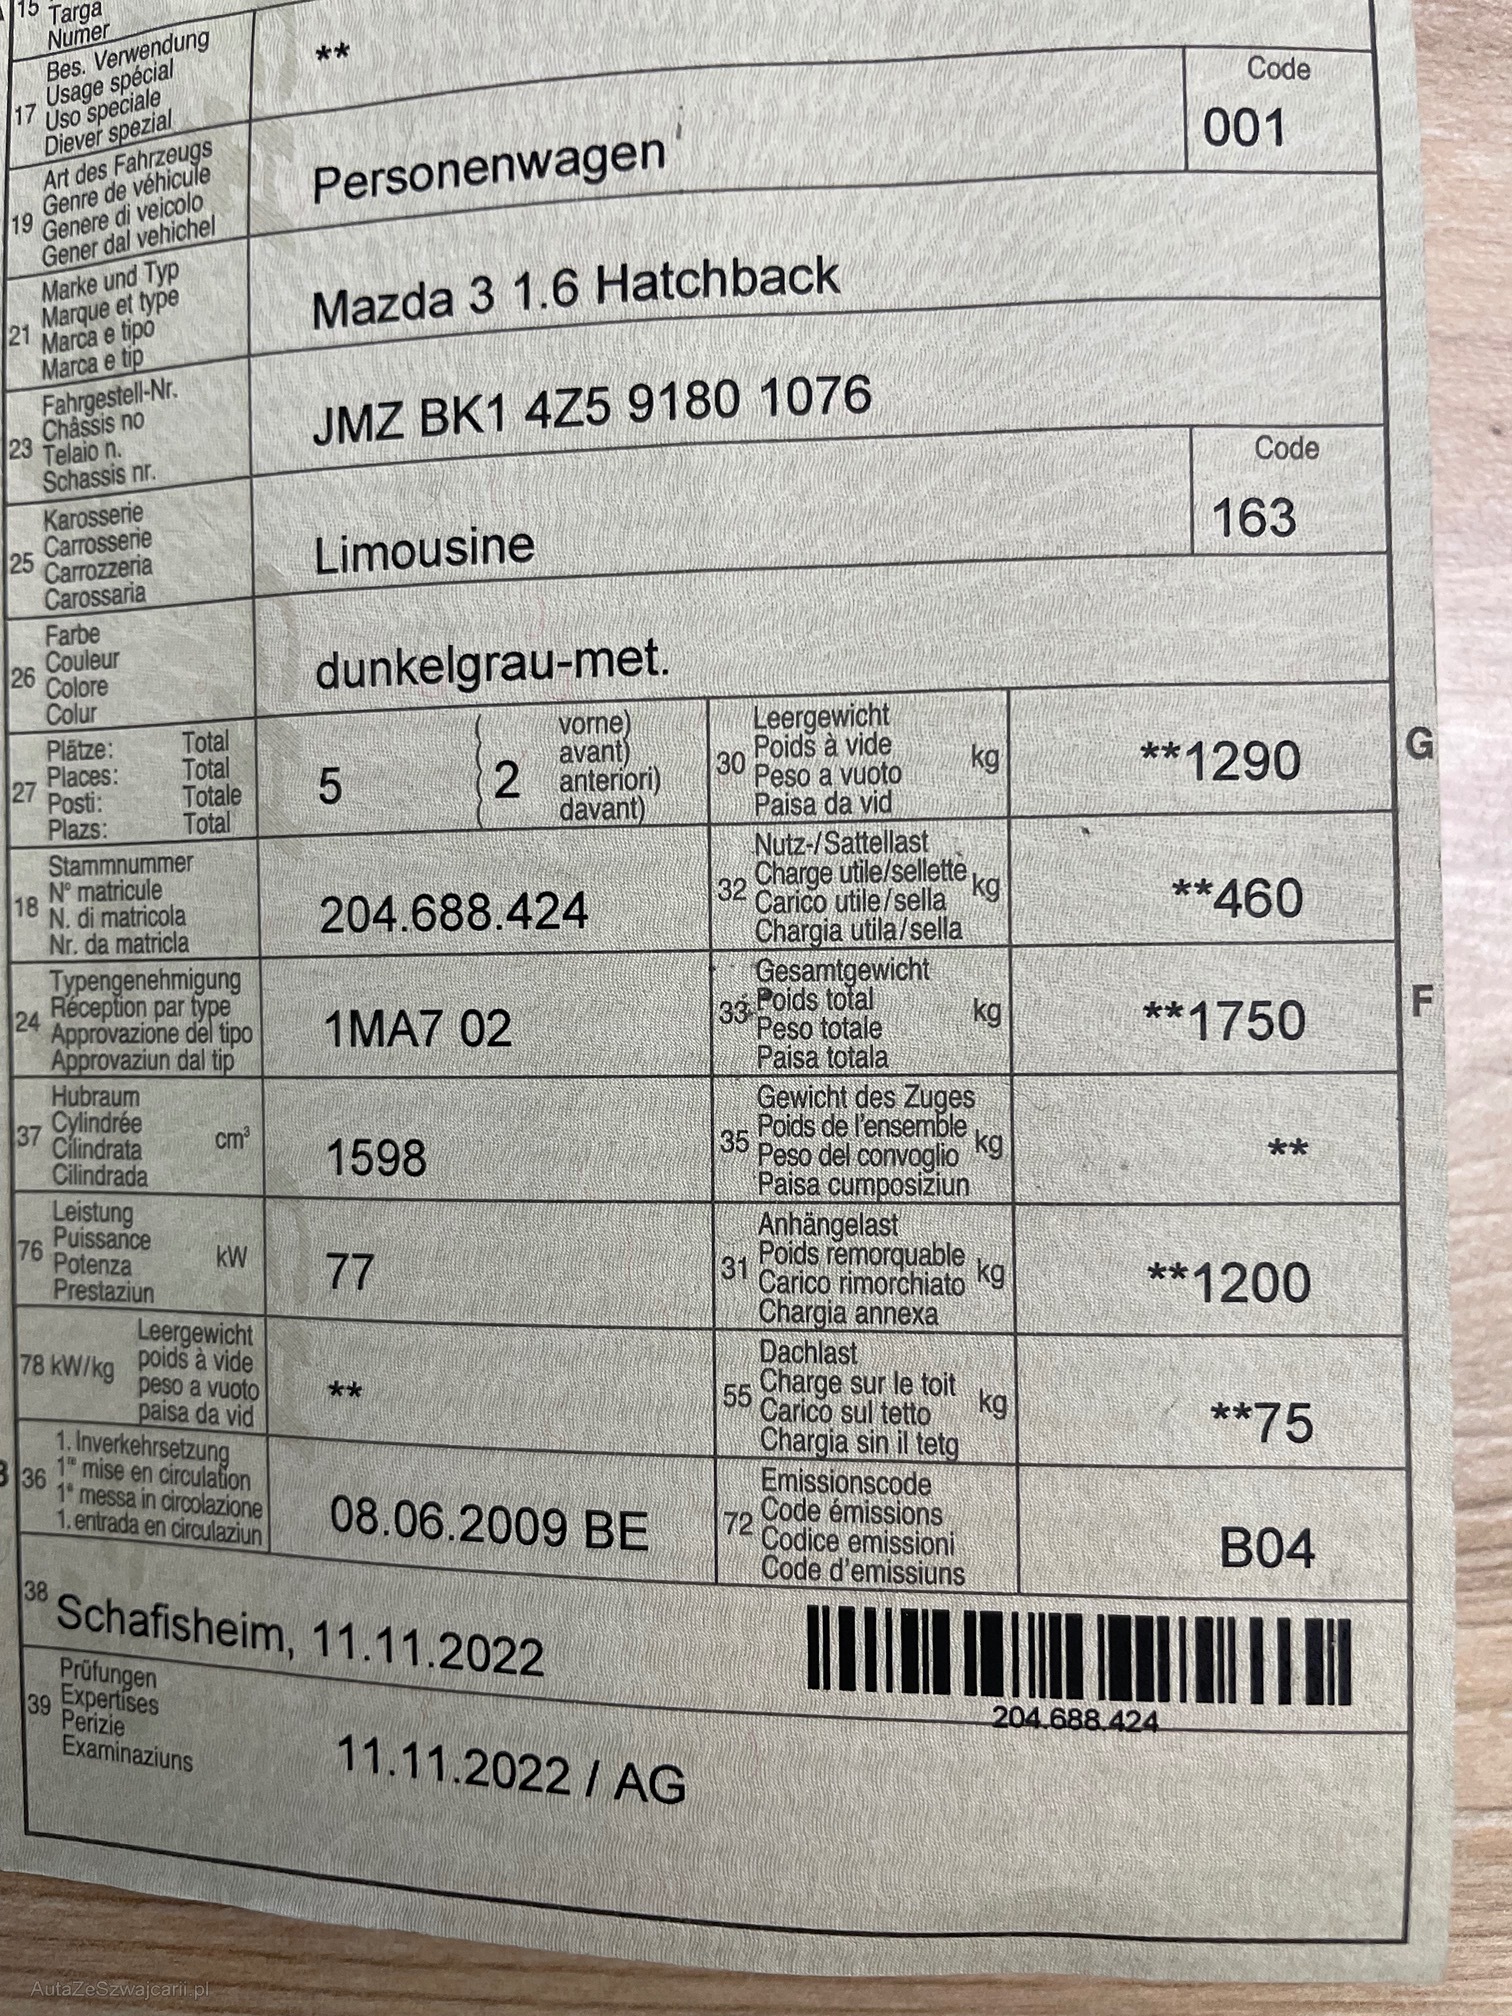 15 Targa
Numer
17 Bes. Verwendung
Usage spécial
Uso speciale
Diever spezial
**
19 Art des Fahrzeugs
Genre de véhicule
Genere di veicolo
Gener dal vehichel
Personenwagen
Code
001
21 Marke und Typ
Marque et type
Marca e tipo
Marca e tip
Mazda 3 1.6 Hatchback
23 Fahrgestell-Nr.
Châssis no
Telaio n.
Schassis nr.
JMZ BK1 4Z5 9180 1076
25 Karosserie
Carrosserie
Carrozzeria
Carossaria
Limousine
Code
163
26 Farbe
Couleur
Colore
Colur
dunkelgrau-met.
27 Plätze: Total
Places: Total
Posti: Totale
Plazs: Total
5 ( 2 vorne)
avant)
anteriori)
davant)
30 Leergewicht
Poids à vide
Peso a vuoto
Paisa da vid
kg
**1290
G
18 Stammnummer
N° matricule
N. di matricola
Nr. da matricla
204.688.424
32 Nutz-/Sattellast
Charge utile/sellette
Carico utile/sella
Chargia utila/sella
kg
**460
24 Typengenehmigung
Réception par type
Approvazione del tipo
Approvaziun dal tip
1MA7 02
33 Gesamtgewicht
Poids total
Peso totale
Paisa totala
kg
**1750
F
37 Hubraum
Cylindrée
Cilindrata
Cilindrada
cm³
1598
35 Gewicht des Zuges
Poids de l'ensemble
Peso del convoglio
Paisa cumposiziun
kg
**
76 Leistung
Puissance
Potenza
Prestaziun
kW
77
31 Anhängelast
Poids remorquable
Carico rimorchiato
Chargia annexa
kg
**1200
78 kW/kg Leergewicht
poids à vide
peso a vuoto
paisa da vid
**
55 Dachlast
Charge sur le toit
Carico sul tetto
Chargia sin il tetg
kg
**75
36 1. Inverkehrsetzung
1re mise en circulation
1a messa in circolazione
1. entrada en circulaziun
08.06.2009 BE
72 Emissionscode
Code émissions
Codice emissioni
Code d'emissiuns
B04
38 Schafisheim, 11.11.2022
204.688.424
39 Prüfungen
Expertises
Perizie
Examinaziuns
11.11.2022 / AG
AutaZeSzwajcarii.pl